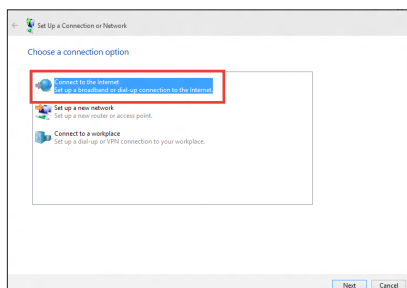 Set Up a Connection or Network
Choose a connection option
Connect to the Internet
Set up a broadband or dial-up connection to the Internet.
Set up a new network
Set up a new router or access point.
Connect to a workplace
Set up a dial-up or VPN connection to your workplace.
Next Cancel